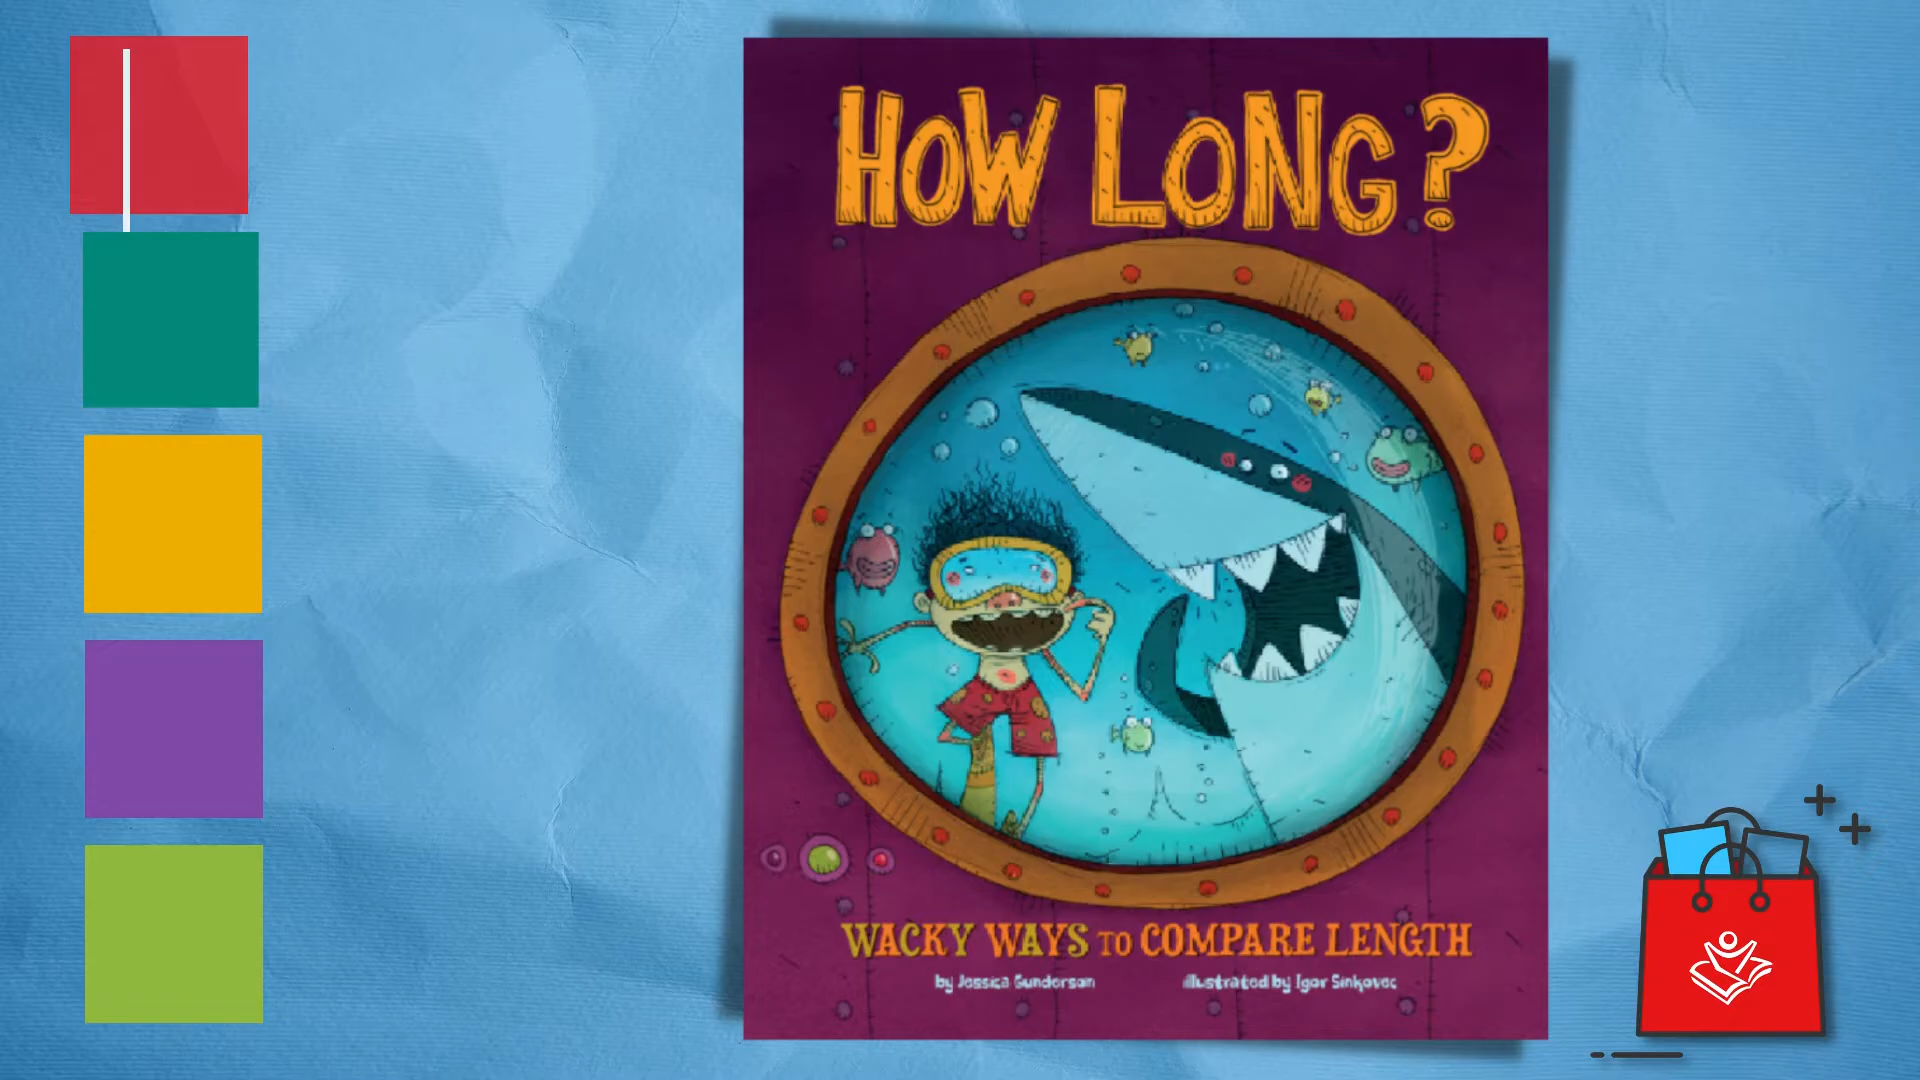 HOW LONG?
WACKY WAYS TO COMPARE LENGTH
by Jessica Gunderson
illustrated by Igor Sinkovec